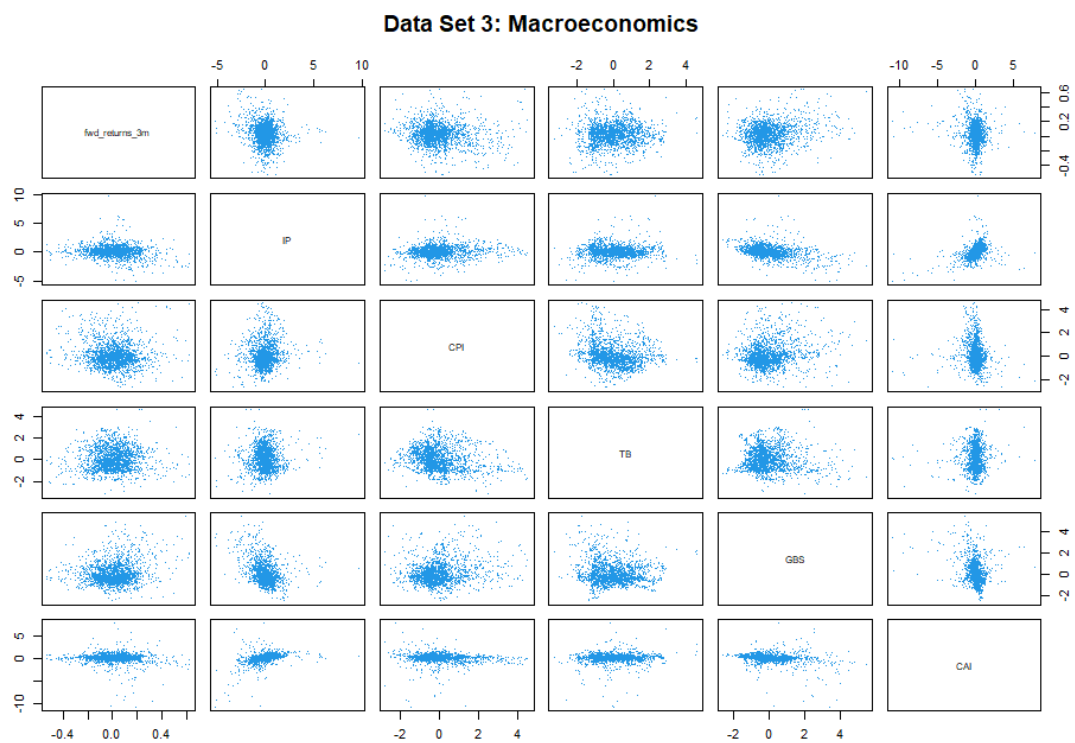 Data Set 3: Macroeconomics
-5 0 5 10 -2 0 2 4 -10 -5 0 5
fwd_returns_3m
-0.4 0.2 0.6
IP
-5 0 5 10
CPI
-2 0 2 4
TB
-2 0 2 4
GBS
-2 0 2 4
CAI
-10 0 5
-0.4 0.0 0.4 -2 0 2 4 -2 0 2 4